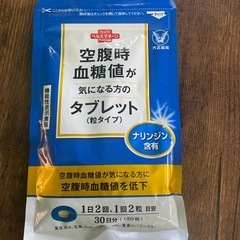 ヘルスマネージ
大正製薬
機能性表示食品
空腹時
血糖値が
気になる方の
タブレット
(粒タイプ)
ナリンジン
含有
空腹時血糖値が気になる方に
空腹時血糖値を低下
1日2回、1回2粒 目安
30日分